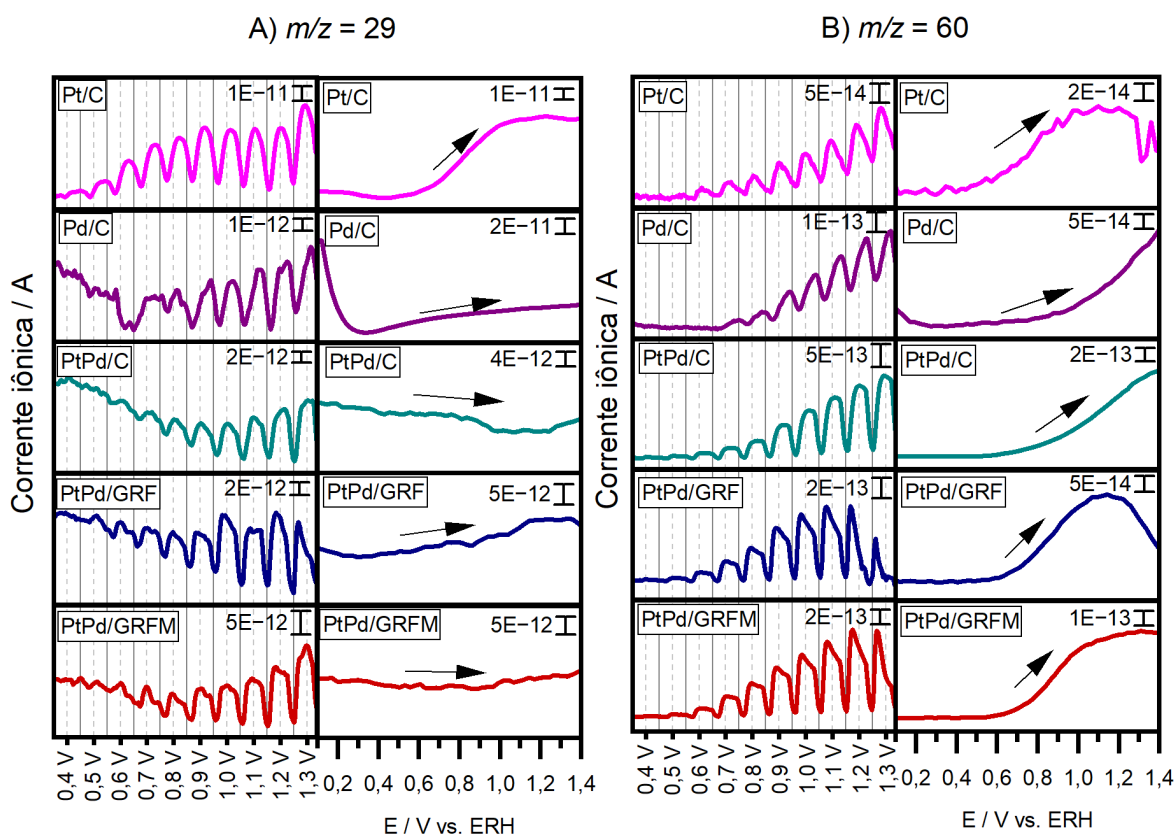 A) m/z = 29
B) m/z = 60
Corrente iônica / A
Pt/C 1E−11
1E−11
Pd/C 1E−12
Pd/C 2E−11
PtPd/C 2E−12
PtPd/C 4E−12
PtPd/GRF 2E−12
PtPd/GRF 5E−12
PtPd/GRFM 5E−12
PtPd/GRFM 5E−12
0,4 V 0,5 V 0,6 V 0,7 V 0,8 V 0,9 V 1,0 V 1,1 V 1,2 V 1,3 V
0,2 0,4 0,6 0,8 1,0 1,2 1,4
E / V vs. ERH
Corrente iônica / A
Pt/C 5E−14
Pt/C 2E−14
Pd/C 1E−13
Pd/C 5E−14
PtPd/C 5E−13
PtPd/C 2E−13
PtPd/GRF 2E−13
PtPd/GRF 5E−14
PtPd/GRFM 2E−13
PtPd/GRFM 1E−13
0,4 V 0,5 V 0,6 V 0,7 V 0,8 V 0,9 V 1,0 V 1,1 V 1,2 V 1,3 V
0,2 0,4 0,6 0,8 1,0 1,2 1,4
E / V vs. ERH